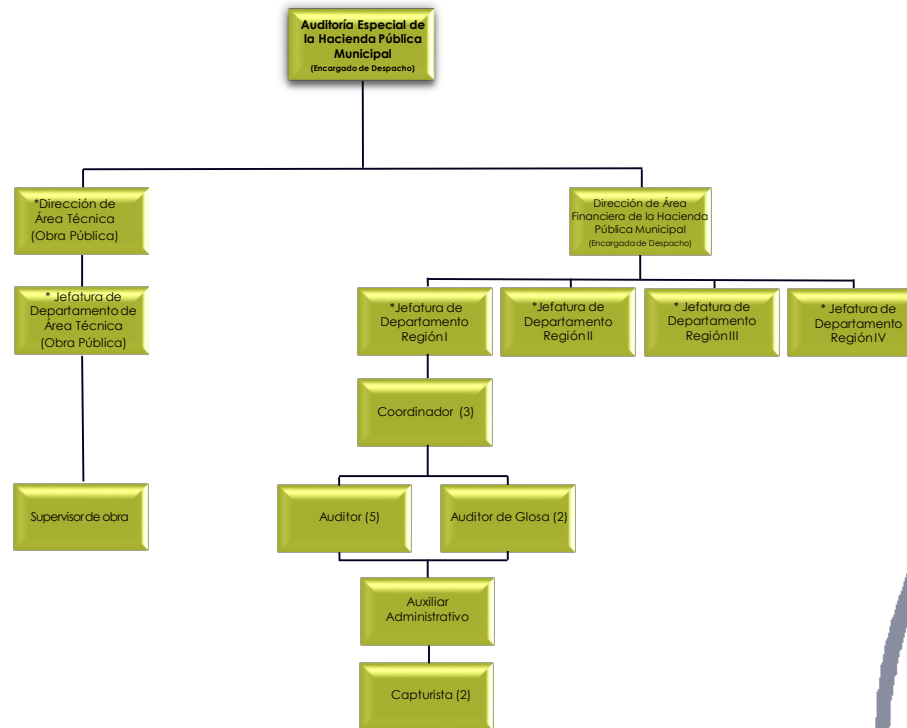 Auditoría Especial de
la Hacienda Pública
Municipal
(Encargado de Despacho)
*Dirección de
Área Técnica
(Obra Pública)
Dirección de Área
Financiera de la Hacienda
Pública Municipal
(Encargada de Despacho)
* Jefatura de
Departamento de
Área Técnica
(Obra Pública)
*Jefatura de
Departamento
Región I
*Jefatura de
Departamento
Región II
* Jefatura de
Departamento
Región III
* Jefatura de
Departamento
Región IV
Coordinador (3)
Supervisor de obra
Auditor (5)
Auditor de Glosa (2)
Auxiliar
Administrativo
Capturista (2)